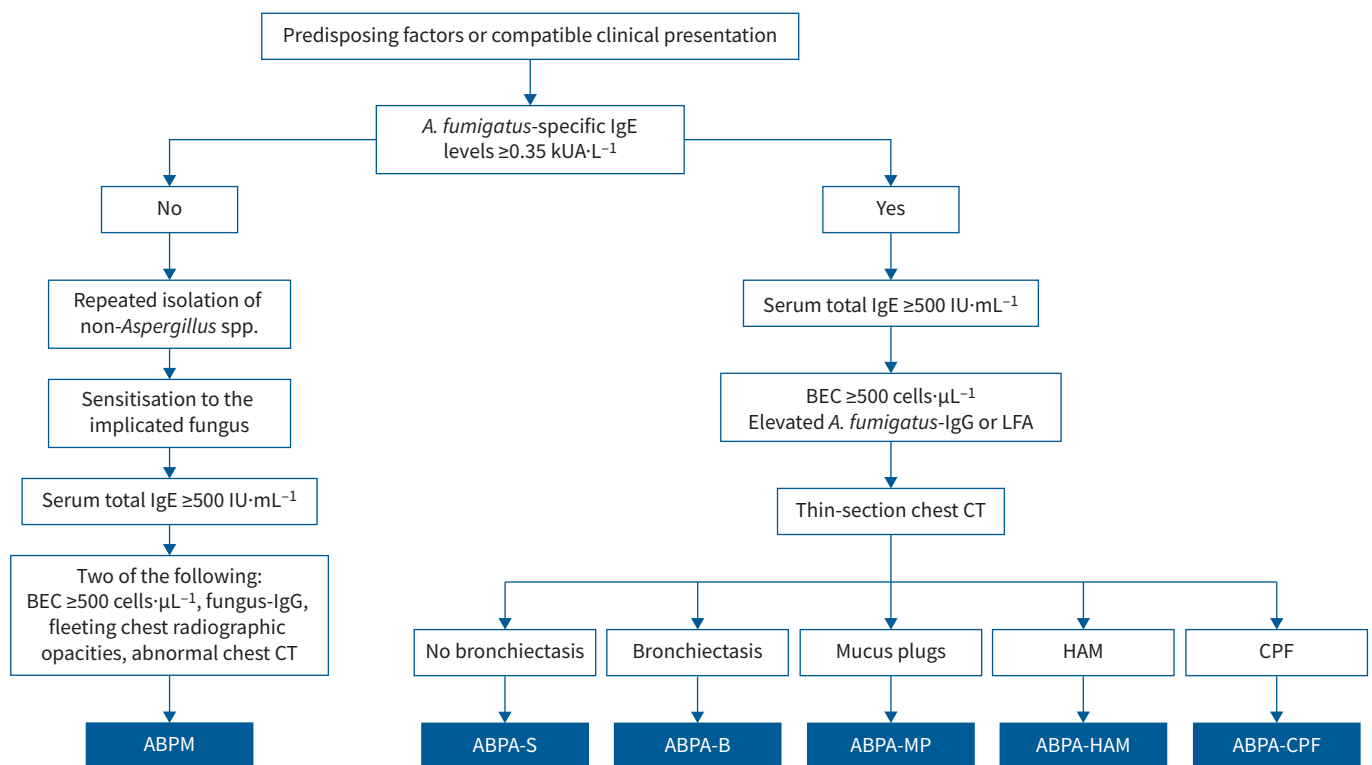 Predisposing factors or compatible clinical presentation
A. fumigatus-specific IgE
levels ≥0.35 kUA·L⁻¹
No
Yes
Repeated isolation of
non-Aspergillus spp.
Sensitisation to the
implicated fungus
Serum total IgE ≥500 IU·mL⁻¹
Two of the following:
BEC ≥500 cells·μL⁻¹, fungus-IgG,
fleeting chest radiographic
opacities, abnormal chest CT
ABPM
Serum total IgE ≥500 IU·mL⁻¹
BEC ≥500 cells·μL⁻¹
Elevated A. fumigatus-IgG or LFA
Thin-section chest CT
No bronchiectasis
Bronchiectasis
Mucus plugs
HAM
CPF
ABPA-S
ABPA-B
ABPA-MP
ABPA-HAM
ABPA-CPF